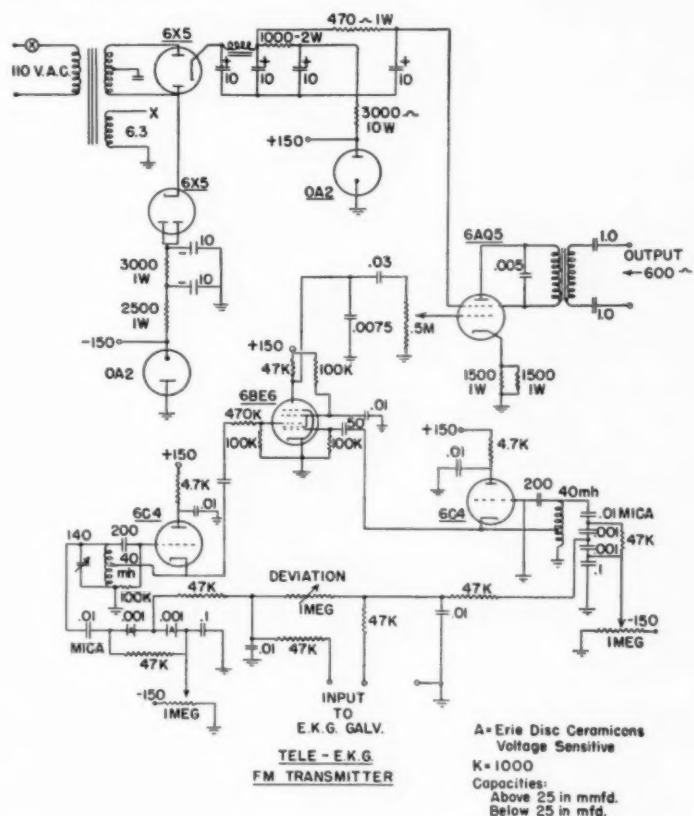 470~1W
6X5
1000-2W
110 V.A.C.
X
6.3
+
10
+
10
+
10
+
10
3000~
10W
+150
OA2
6X5
10
3000
1W
10
2500
1W
-150
OA2
6AQ5
.005
1.0
OUTPUT
600~
1.0
.03
.0075
.5M
1500
1W
1500
1W
+150
47K
100K
6BE6
.01
50
470K
100K
100K
+150
4.7K
.01
6C4
200
40mh
.01 MICA
.001
.001
47K
.1
-150
1MEG
+150
4.7K
6C4
.01
140
200
40
mh
100K
.01
MICA
.001
A
.001
A
.1
47K
-150
1MEG
47K
DEVIATION
1MEG
47K
.01
47K
47K
.01
INPUT
TO
E.K.G. GALV.
TELE-E.K.G.
FM TRANSMITTER
A=Erie Disc Ceramicons
Voltage Sensitive
K=1000
Capacities:
Above 25 in mmfd.
Below 25 in mfd.